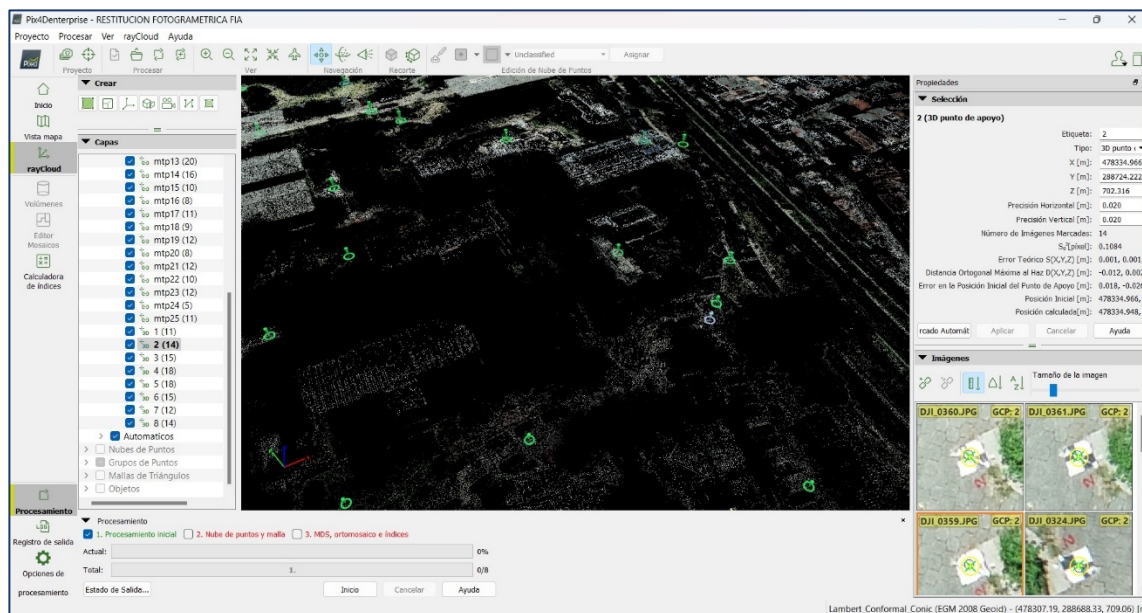 Pix4Denterprise - RESTITUCION FOTOGRAMETRICA FIA
Proyecto Procesar Ver rayCloud Ayuda
Unclassified Asignar
Proyecto Procesar Ver Navegación Recorte Edición de Nube de Puntos
Inicio
Vista mapa
rayCloud
Volúmenes
Editor
Mosaicos
Calculadora
de índices
Procesamiento
Registro de salida
Opciones de
procesamiento
Crear
Capas
mtp13 (20)
mtp14 (16)
mtp15 (10)
mtp16 (8)
mtp17 (11)
mtp18 (9)
mtp19 (12)
mtp20 (8)
mtp21 (12)
mtp22 (10)
mtp23 (12)
mtp24 (5)
mtp25 (11)
1 (11)
2 (14)
3 (15)
4 (18)
5 (18)
6 (15)
7 (12)
8 (14)
Automaticos
Nubes de Puntos
Grupos de Puntos
Mallas de Triángulos
Objetos
Procesamiento
1. Procesamiento inicial 2. Nube de puntos y malla 3. MDS, ortomosaico e índices
Actual: 0%
Total: 1. 0/8
Estado de Salida... Inicio Cancelar Ayuda
Propiedades
Selección
2 (3D punto de apoyo)
Etiqueta: 2
Tipo: 3D punto
X [m]: 478334.966
Y [m]: 288724.222
Z [m]: 702.316
Precisión Horizontal [m]: 0.020
Precisión Vertical [m]: 0.020
Número de Imágenes Marcadas: 14
S₀²[píxel]: 0.1084
Error Teórico S(X,Y,Z) [m]: 0.001, 0.001,
Distancia Ortogonal Máxima al Haz D(X,Y,Z) [m]: -0.012, 0.002
Error en la Posición Inicial del Punto de Apoyo [m]: 0.018, -0.026
Posición Inicial [m]: 478334.966,
Posición calculada[m]: 478334.948,
rcado Automát Aplicar Cancelar Ayuda
Imágenes
Tamaño de la imagen
DJI_0360.JPG GCP: 2 DJI_0361.JPG GCP: 2
DJI_0359.JPG GCP: 2 DJI_0324.JPG GCP: 2
Lambert_Conformal_Conic (EGM 2008 Geoid) - (478307.19, 288688.33, 709.06) [